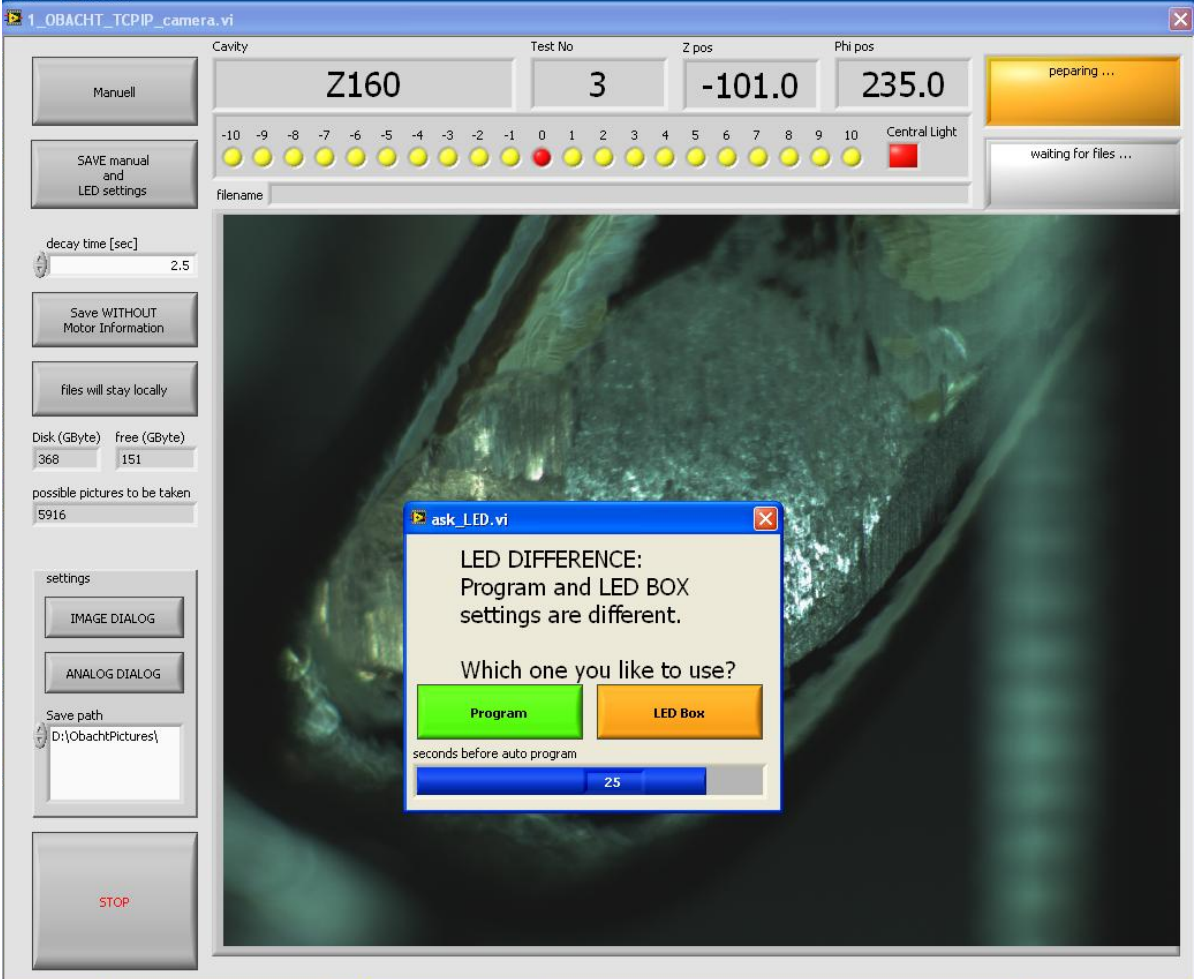 1_OBACHT_TCPIP_camera.vi
Cavity Test No Z pos Phi pos
Manuell
Z160 3 -101.0 235.0
peparing ...
-10 -9 -8 -7 -6 -5 -4 -3 -2 -1 0 1 2 3 4 5 6 7 8 9 10 Central Light
SAVE manual
and
LED settings
waiting for files ...
filename
decay time [sec]
2.5
Save WITHOUT
Motor Information
files will stay locally
Disk (GByte) free (GByte)
368 151
possible pictures to be taken
5916
settings
IMAGE DIALOG
ANALOG DIALOG
Save path
D:\ObachtPictures\
STOP
ask_LED.vi
LED DIFFERENCE:
Program and LED BOX
settings are different.
Which one you like to use?
Program LED Box
seconds before auto program
25